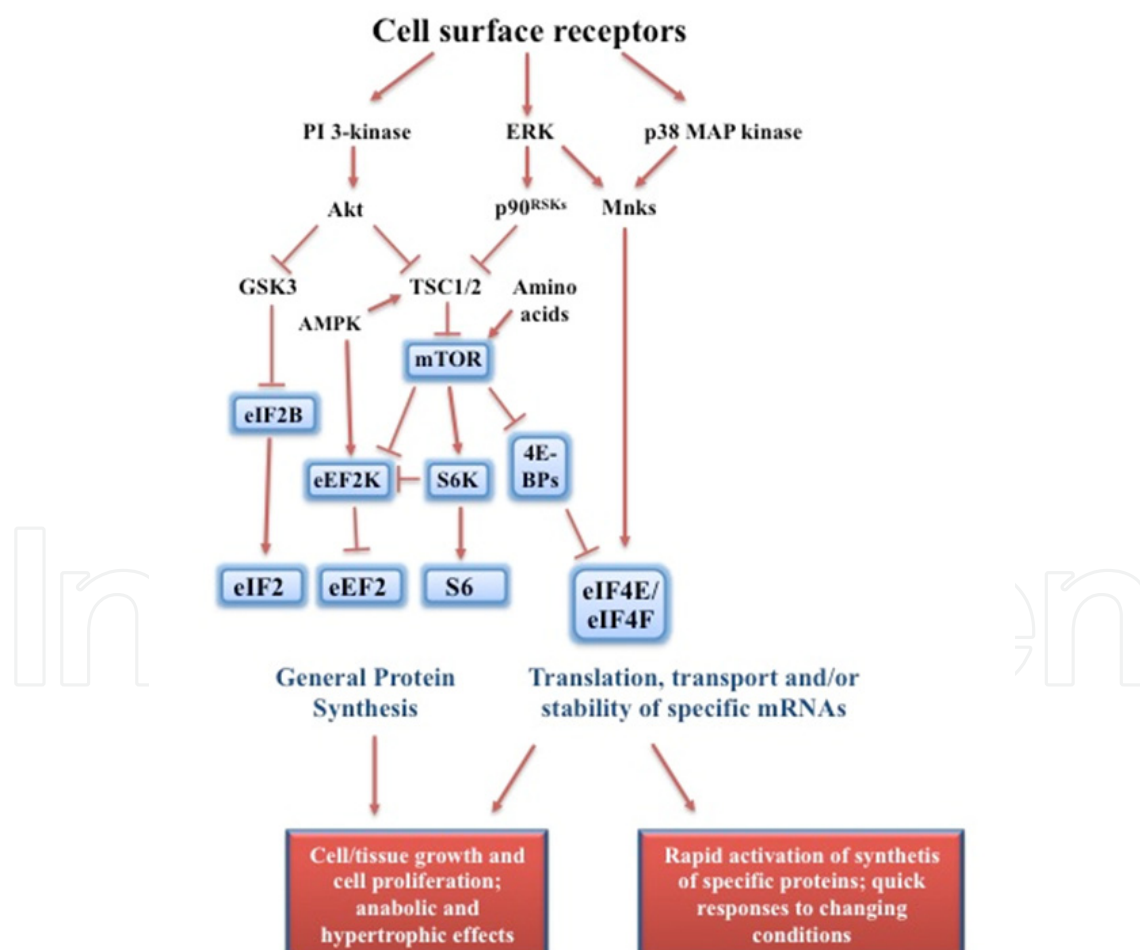 Cell surface receptors
PI 3-kinase
ERK
p38 MAP kinase
Akt
p90RSKs
Mnks
GSK3
TSC1/2
Amino
acids
AMPK
mTOR
eIF2B
4E-
BPs
eEF2K
S6K
eIF2
eEF2
S6
eIF4E/
eIF4F
General Protein
Synthesis
Translation, transport and/or
stability of specific mRNAs
Cell/tissue growth and
cell proliferation;
anabolic and
hypertrophic effects
Rapid activation of synthetis
of specific proteins; quick
responses to changing
conditions
In
en